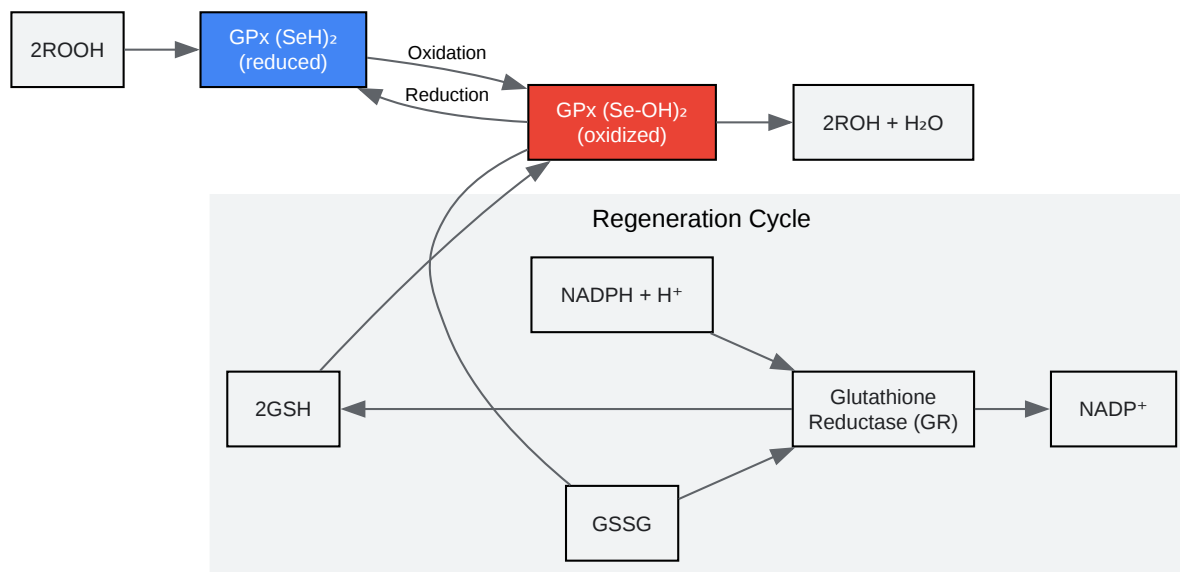 2ROOH
GPx (SeH)₂
(reduced)
Oxidation
Reduction
GPx (Se-OH)₂
(oxidized)
2ROH + H₂O
Regeneration Cycle
NADPH + H⁺
2GSH
Glutathione
Reductase (GR)
NADP⁺
GSSG